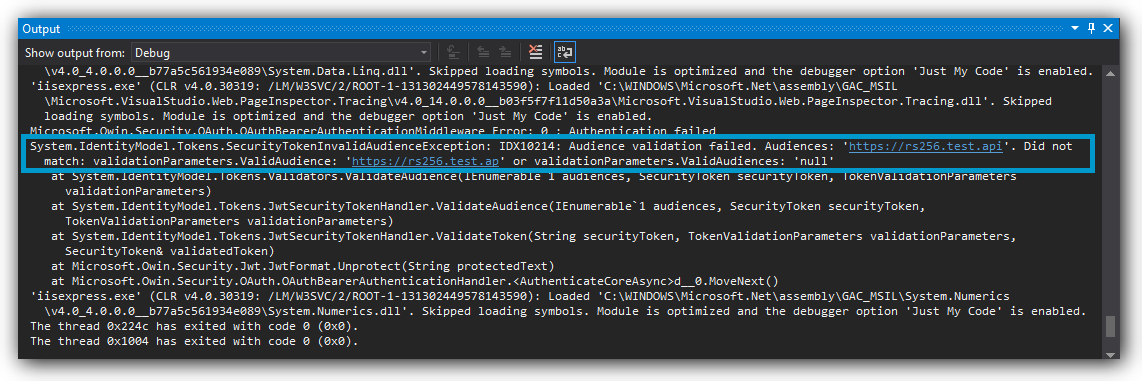 Output
Show output from: Debug
\v4.0_4.0.0.0__b77a5c561934e089\System.Data.Linq.dll'. Skipped loading symbols. Module is optimized and the debugger option 'Just My Code' is enabled.
'iisexpress.exe' (CLR v4.0.30319: /LM/W3SVC/2/ROOT-1-131302449578143590): Loaded 'C:\WINDOWS\Microsoft.Net\assembly\GAC_MSIL
\Microsoft.VisualStudio.Web.PageInspector.Tracing\v4.0_14.0.0.0__b03f5f7f11d50a3a\Microsoft.VisualStudio.Web.PageInspector.Tracing.dll'. Skipped
loading symbols. Module is optimized and the debugger option 'Just My Code' is enabled.
Microsoft.Owin.Security.OAuth.OAuthBearerAuthenticationMiddleware Error: 0 : Authentication failed
System.IdentityModel.Tokens.SecurityTokenInvalidAudienceException: IDX10214: Audience validation failed. Audiences: 'https://rs256.test.api'. Did not
match: validationParameters.ValidAudience: 'https://rs256.test.ap' or validationParameters.ValidAudiences: 'null'
at System.IdentityModel.Tokens.Validators.ValidateAudience(IEnumerable`1 audiences, SecurityToken securityToken, TokenValidationParameters
validationParameters)
at System.IdentityModel.Tokens.JwtSecurityTokenHandler.ValidateAudience(IEnumerable`1 audiences, SecurityToken securityToken,
TokenValidationParameters validationParameters)
at System.IdentityModel.Tokens.JwtSecurityTokenHandler.ValidateToken(String securityToken, TokenValidationParameters validationParameters,
SecurityToken& validatedToken)
at Microsoft.Owin.Security.Jwt.JwtFormat.Unprotect(String protectedText)
at Microsoft.Owin.Security.OAuth.OAuthBearerAuthenticationHandler.<AuthenticateCoreAsync>d__0.MoveNext()
'iisexpress.exe' (CLR v4.0.30319: /LM/W3SVC/2/ROOT-1-131302449578143590): Loaded 'C:\WINDOWS\Microsoft.Net\assembly\GAC_MSIL\System.Numerics
\v4.0_4.0.0.0__b77a5c561934e089\System.Numerics.dll'. Skipped loading symbols. Module is optimized and the debugger option 'Just My Code' is enabled.
The thread 0x224c has exited with code 0 (0x0).
The thread 0x1004 has exited with code 0 (0x0).